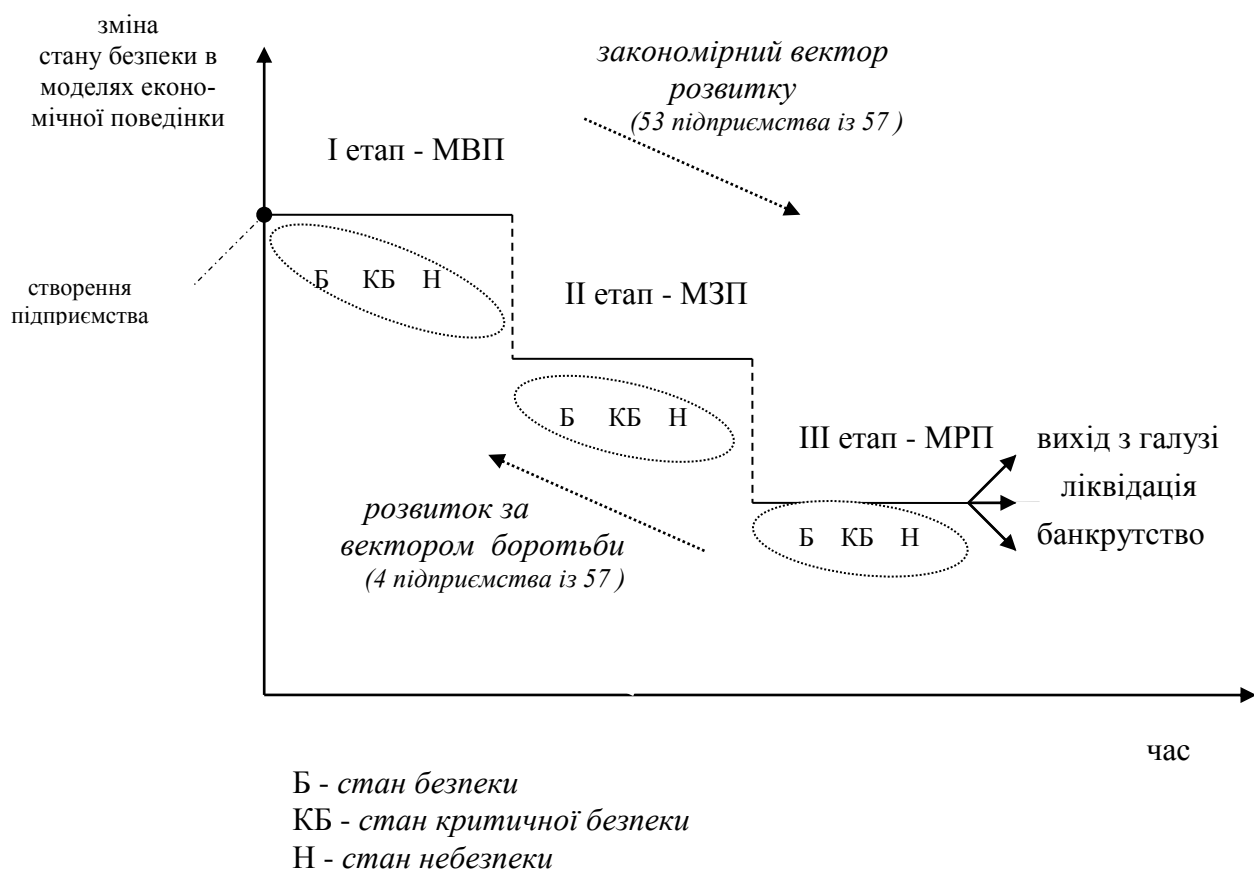 зміна
стану безпеки в
моделях еконо-
мічної поведінки
закономірний вектор
розвитку
(53 підприємства із 57 )
І етап - МВП
Б КБ Н
створення
підприємства
ІІ етап - МЗП
Б КБ Н
ІІІ етап - МРП
вихід з галузі
ліквідація
банкрутство
розвиток за
вектором боротьби
(4 підприємства із 57 )
Б КБ Н
час
Б - стан безпеки
КБ - стан критичної безпеки
Н - стан небезпеки